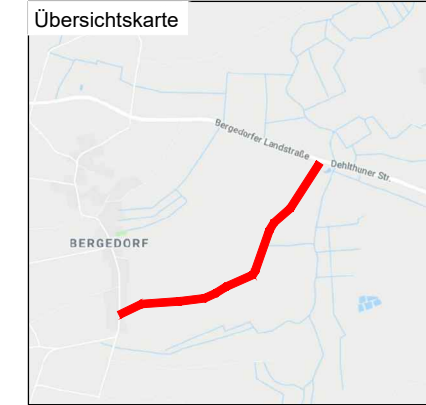 Übersichtskarte
Bergedorfer Landstraße
Dehlthuner Str.
BERGEDORF